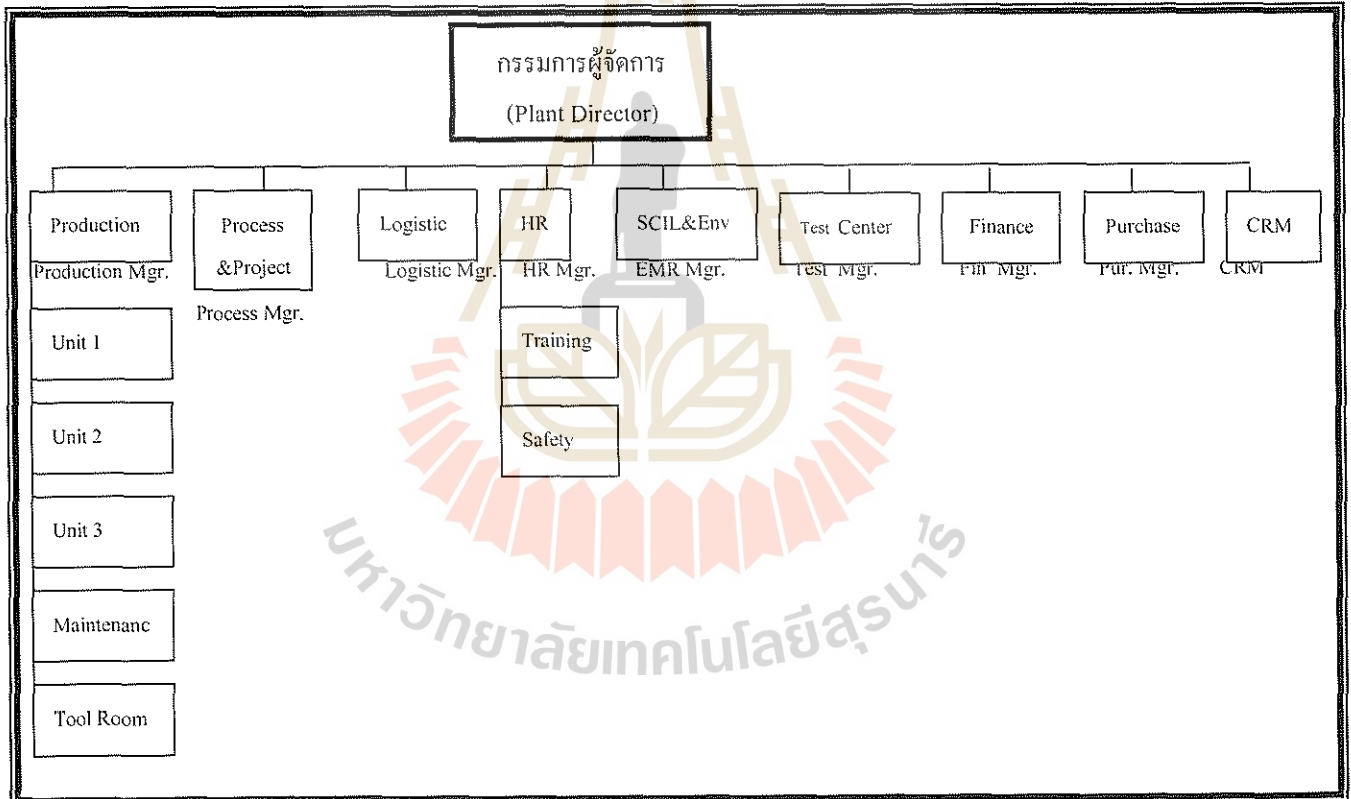 กรรมการผู้จัดการ
(Plant Director)
Production
Production Mgr.
Unit 1
Unit 2
Unit 3
Maintenanc
Tool Room
Process
&Project
Process Mgr.
Logistic
Logistic Mgr.
HR
HR Mgr.
Training
Safety
SCIL&Env
EMR Mgr.
Test Center
Test Mgr.
Finance
Fin Mgr.
Purchase
Pur. Mgr.
CRM
CRM
มหาวิทยาลัยเทคโนโลยีสุรนารี